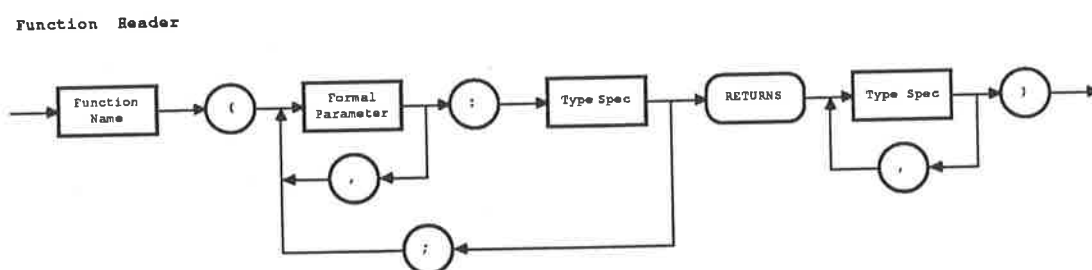 Function Header
Function
Name
(
Formal
Parameter
:
Type Spec
RETURNS
Type Spec
)
,
,
;